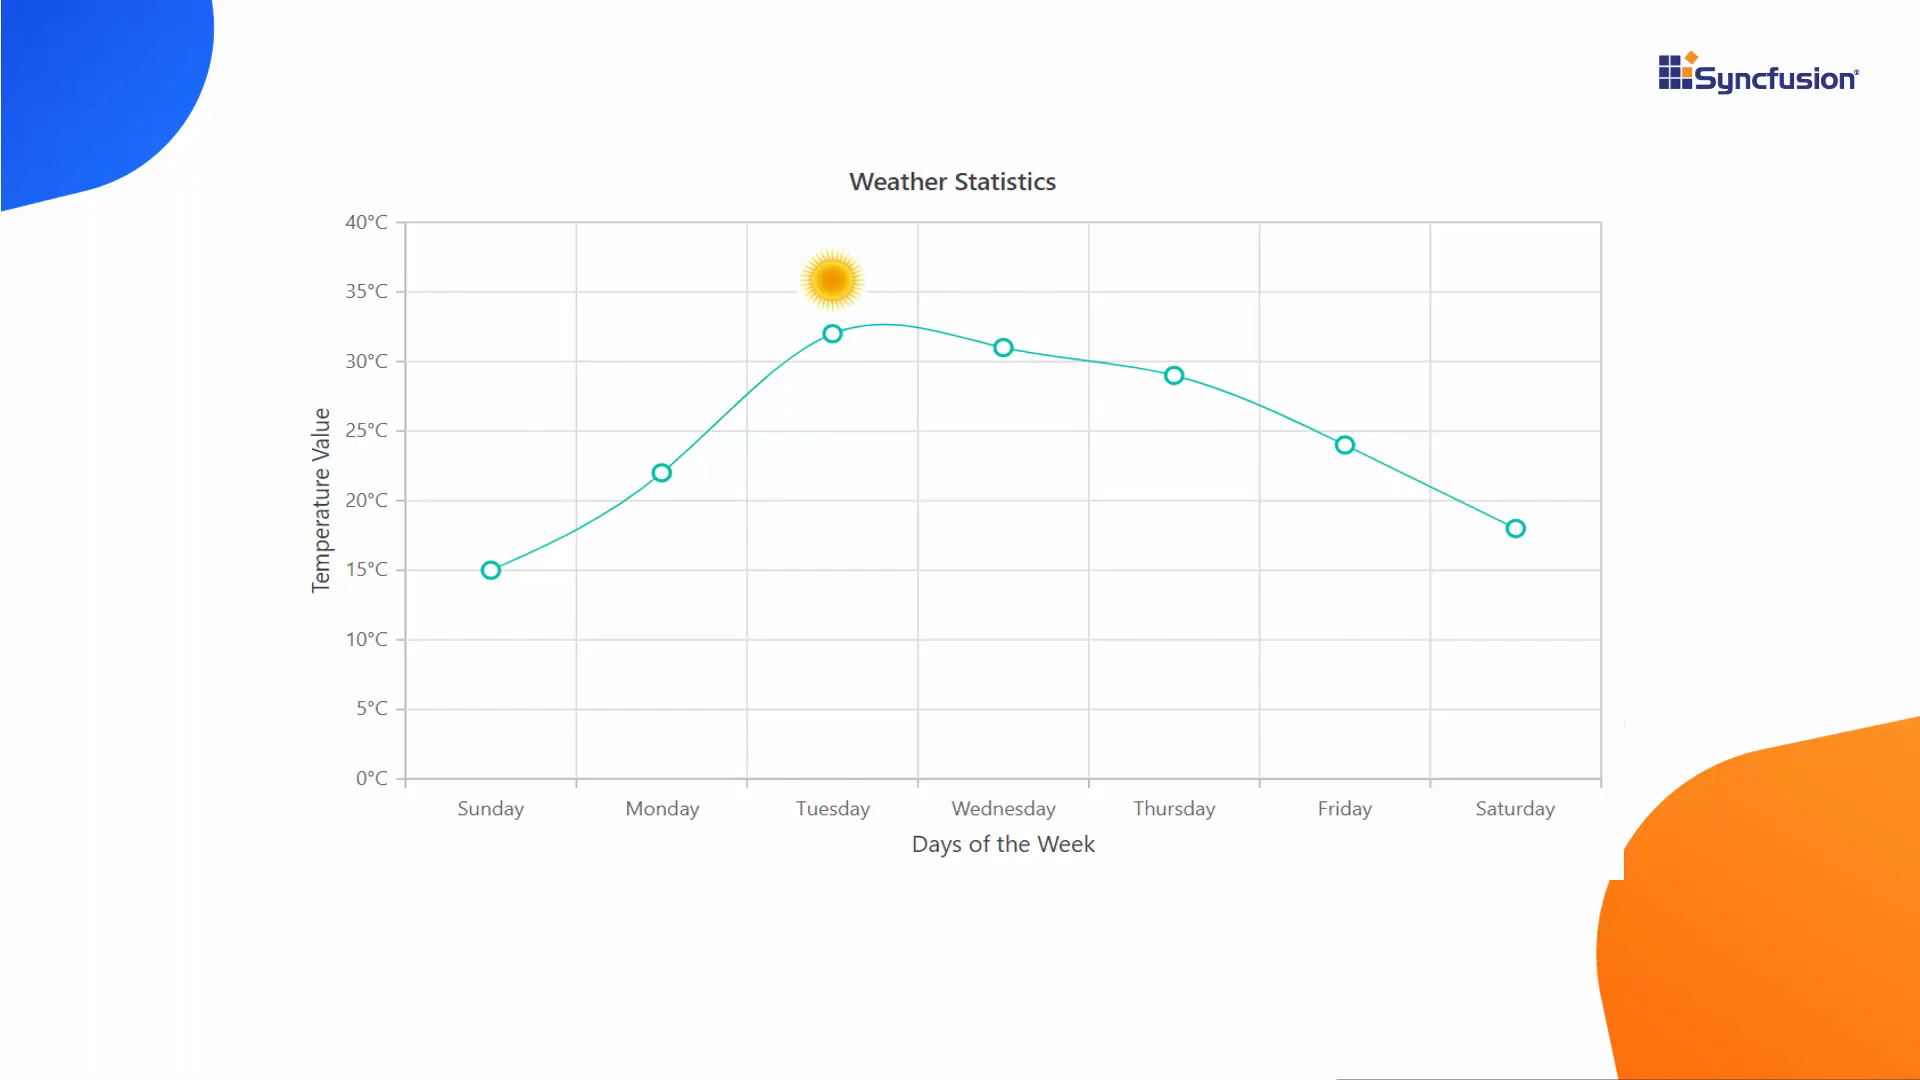 Syncfusion
Weather Statistics
40°C
35°C
30°C
25°C
20°C
15°C
10°C
5°C
0°C
Temperature Value
Sunday Monday Tuesday Wednesday Thursday Friday Saturday
Days of the Week